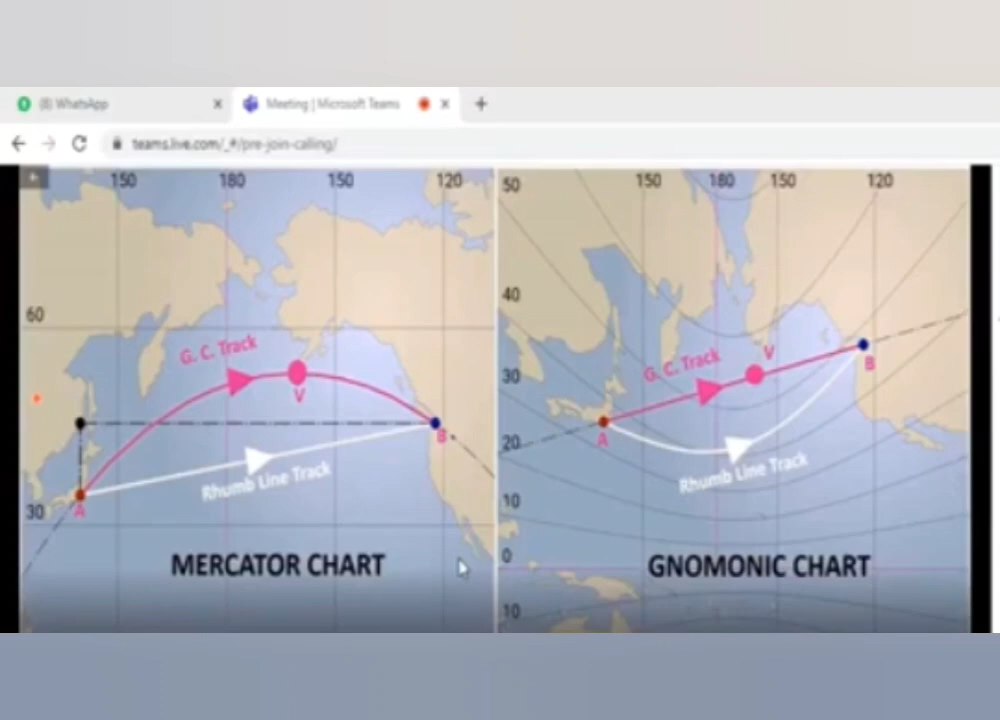 (8) WhatsApp
Meeting | Microsoft Teams
teams.live.com/_#/pre-join-calling/
150 180 150 120
60
G. C. Track
V
B
Rhumb Line Track
30
A
MERCATOR CHART
50 150 180 150 120
40
G. C. Track
V
B
30
A
20
Rhumb Line Track
10
0
GNOMONIC CHART
10